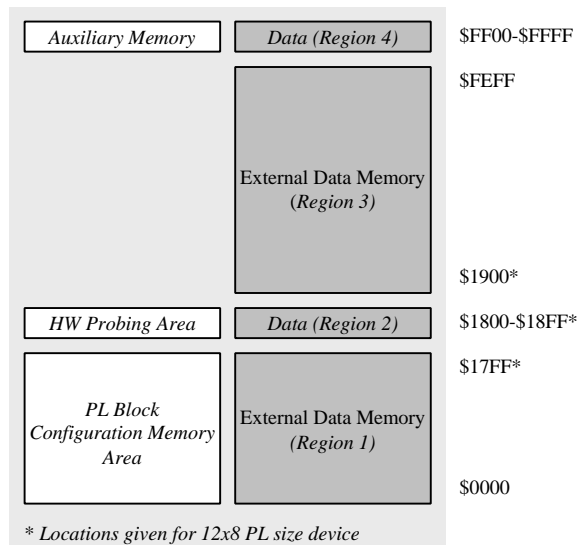 Auxiliary Memory
Data (Region 4)
$FF00-$FFFF
$FEFF
External Data Memory
(Region 3)
$1900*
HW Probing Area
Data (Region 2)
$1800-$18FF*
$17FF*
PL Block
Configuration Memory
Area
External Data Memory
(Region 1)
$0000
* Locations given for 12x8 PL size device